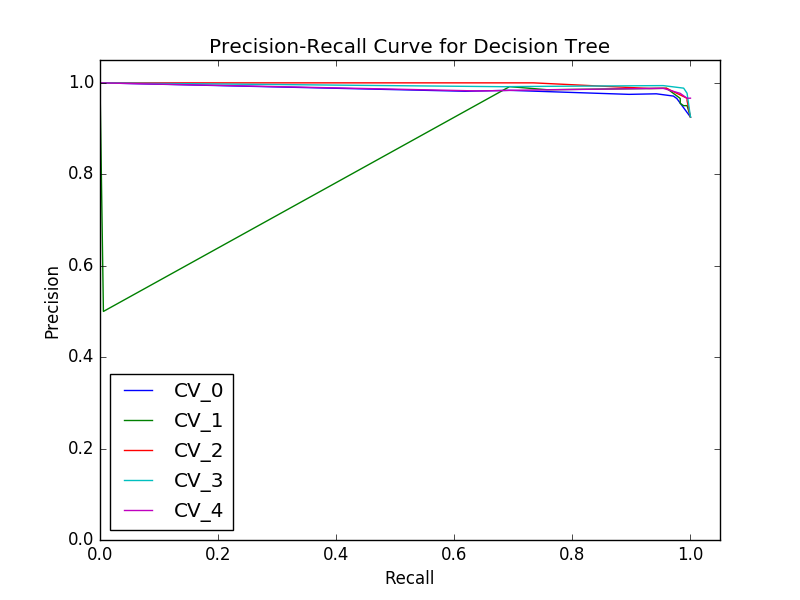 Precision-Recall Curve for Decision Tree
1.0
0.8
0.6
0.4
0.2
0.0
Precision
CV_0
CV_1
CV_2
CV_3
CV_4
0.0 0.2 0.4 0.6 0.8 1.0
Recall